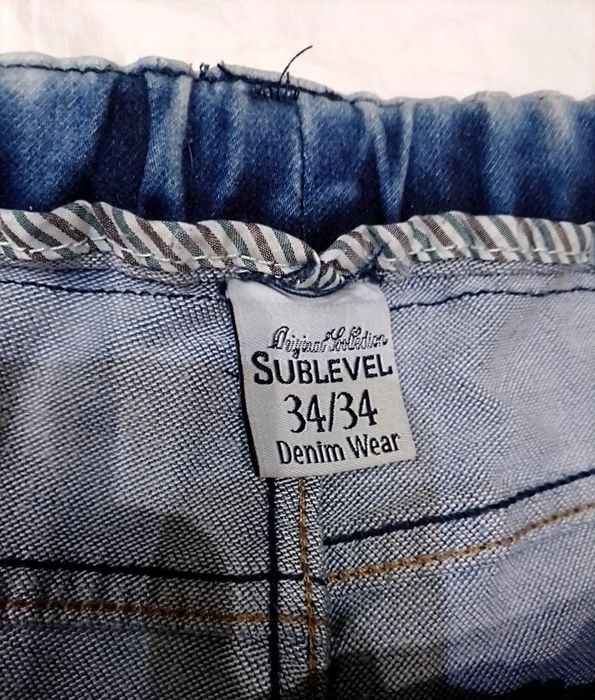 Original Collection
SUBLEVEL
34/34
Denim Wear